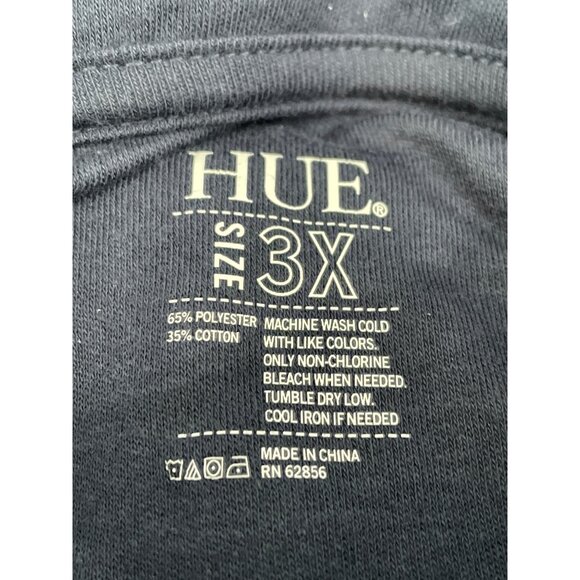 HUE®
SIZE 3X
65% POLYESTER
35% COTTON
MACHINE WASH COLD
WITH LIKE COLORS.
ONLY NON-CHLORINE
BLEACH WHEN NEEDED.
TUMBLE DRY LOW.
COOL IRON IF NEEDED
MADE IN CHINA
RN 62856